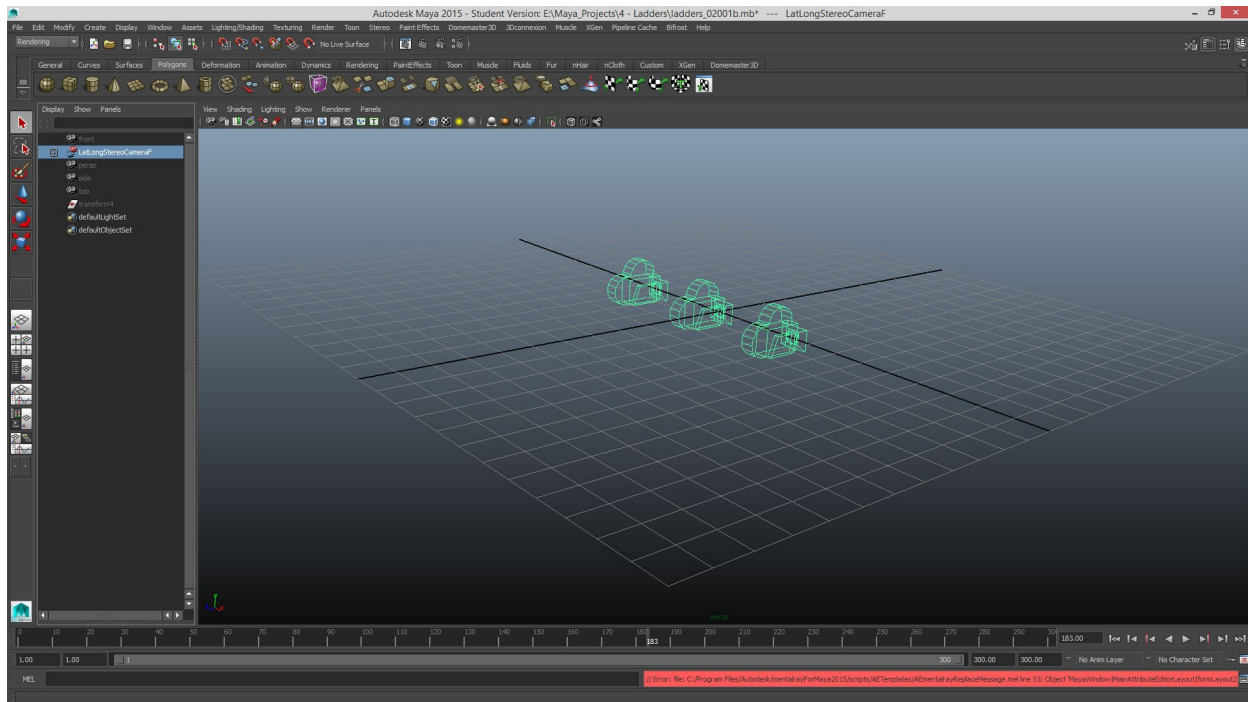 Autodesk Maya 2015 - Student Version: E:\Maya_Projects\4 - Ladders\ladders_02001b.mb* --- LatLongStereoCameraF
File Edit Modify Create Display Window Assets Lighting/Shading Texturing Render Toon Stereo Paint Effects Domemaster3D 3Dconnexion Muscle XGen Pipeline Cache Bifrost Help
Rendering No Live Surface
General Curves Surfaces Polygons Deformation Animation Dynamics Rendering PaintEffects Toon Muscle Fluids Fur nHair nCloth Custom XGen Domemaster3D
Display Show Panels View Shading Lighting Show Renderer Panels
front
LatLongStereoCameraF
persp
side
top
transform4
defaultLightSet
defaultObjectSet
y
persp
0 10 20 30 40 50 60 70 80 90 100 110 120 130 140 150 160 170 180 190 200 210 220 230 240 250 260 270 280 290 30 183.00
183
1.00 1.00 1 300 300.00 300.00 No Anim Layer No Character Set
MEL // Error: file: C:/Program Files/Autodesk/mentalrayForMaya2015/scripts/AETemplates/AEmentalrayReplaceMessage.mel line 53: Object 'MayaWindow|MainAttributeEditorLayout|formLayout2